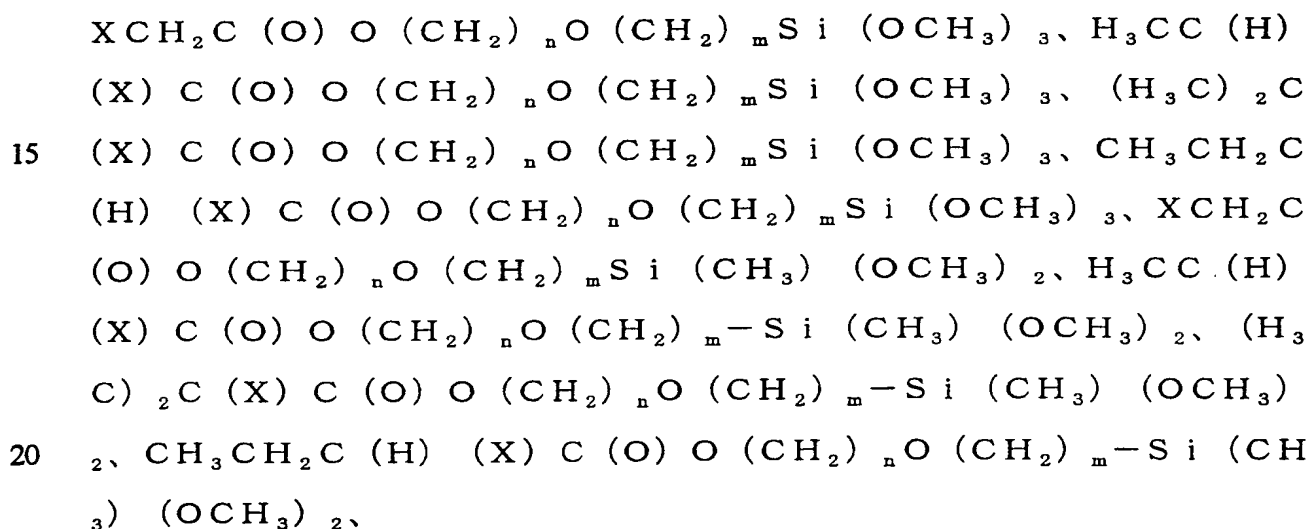 XCH₂C(O)O(CH₂)ₙO(CH₂)ₘSi(OCH₃)₃、H₃CC(H)
(X)C(O)O(CH₂)ₙO(CH₂)ₘSi(OCH₃)₃、(H₃C)₂C
15 (X)C(O)O(CH₂)ₙO(CH₂)ₘSi(OCH₃)₃、CH₃CH₂C
(H)(X)C(O)O(CH₂)ₙO(CH₂)ₘSi(OCH₃)₃、XCH₂C
(O)O(CH₂)ₙO(CH₂)ₘSi(CH₃)(OCH₃)₂、H₃CC(H)
(X)C(O)O(CH₂)ₙO(CH₂)ₘ−Si(CH₃)(OCH₃)₂、(H₃
C)₂C(X)C(O)O(CH₂)ₙO(CH₂)ₘ−Si(CH₃)(OCH₃)
20 ₂、CH₃CH₂C(H)(X)C(O)O(CH₂)ₙO(CH₂)ₘ−Si(CH
₃)(OCH₃)₂、